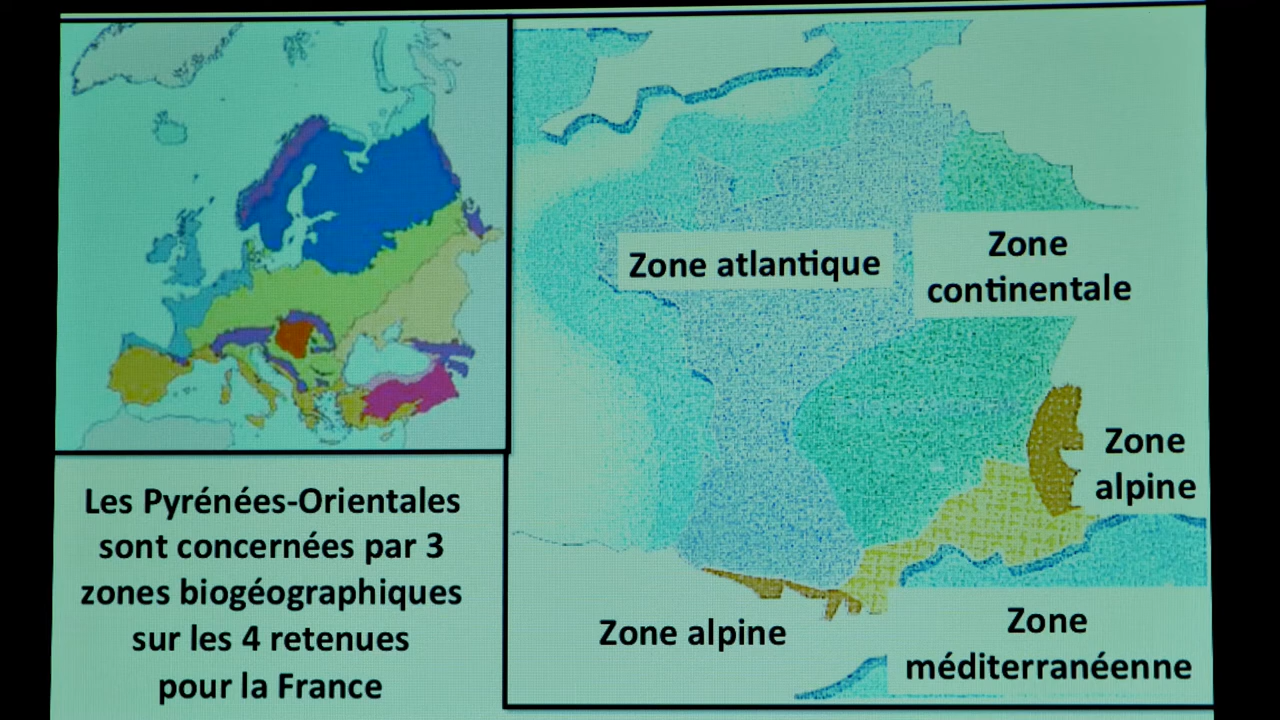 Zone atlantique
Zone
continentale
Zone
alpine
Les Pyrénées-Orientales
sont concernées par 3
zones biogéographiques
sur les 4 retenues
pour la France
Zone alpine
Zone
méditerranéenne